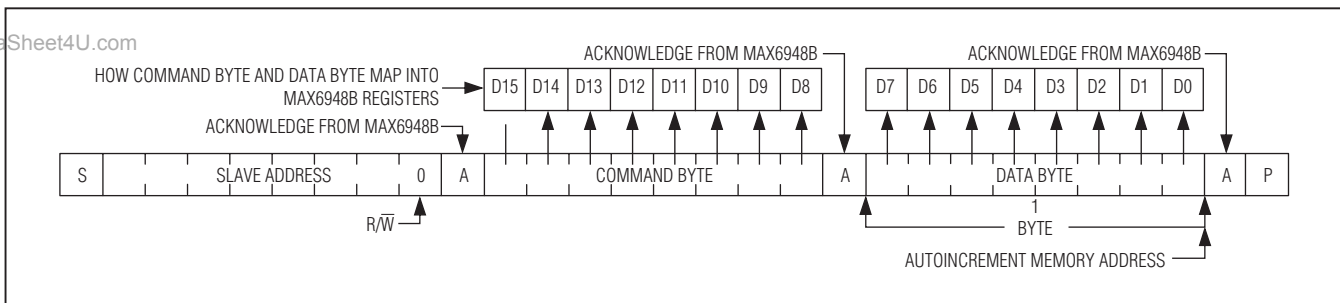 aSheet4U.com
ACKNOWLEDGE FROM MAX6948B
ACKNOWLEDGE FROM MAX6948B
HOW COMMAND BYTE AND DATA BYTE MAP INTO
MAX6948B REGISTERS
D15 D14 D13 D12 D11 D10 D9 D8
D7 D6 D5 D4 D3 D2 D1 D0
ACKNOWLEDGE FROM MAX6948B
S SLAVE ADDRESS 0 A COMMAND BYTE A DATA BYTE A P
R/W
1
BYTE
AUTOINCREMENT MEMORY ADDRESS